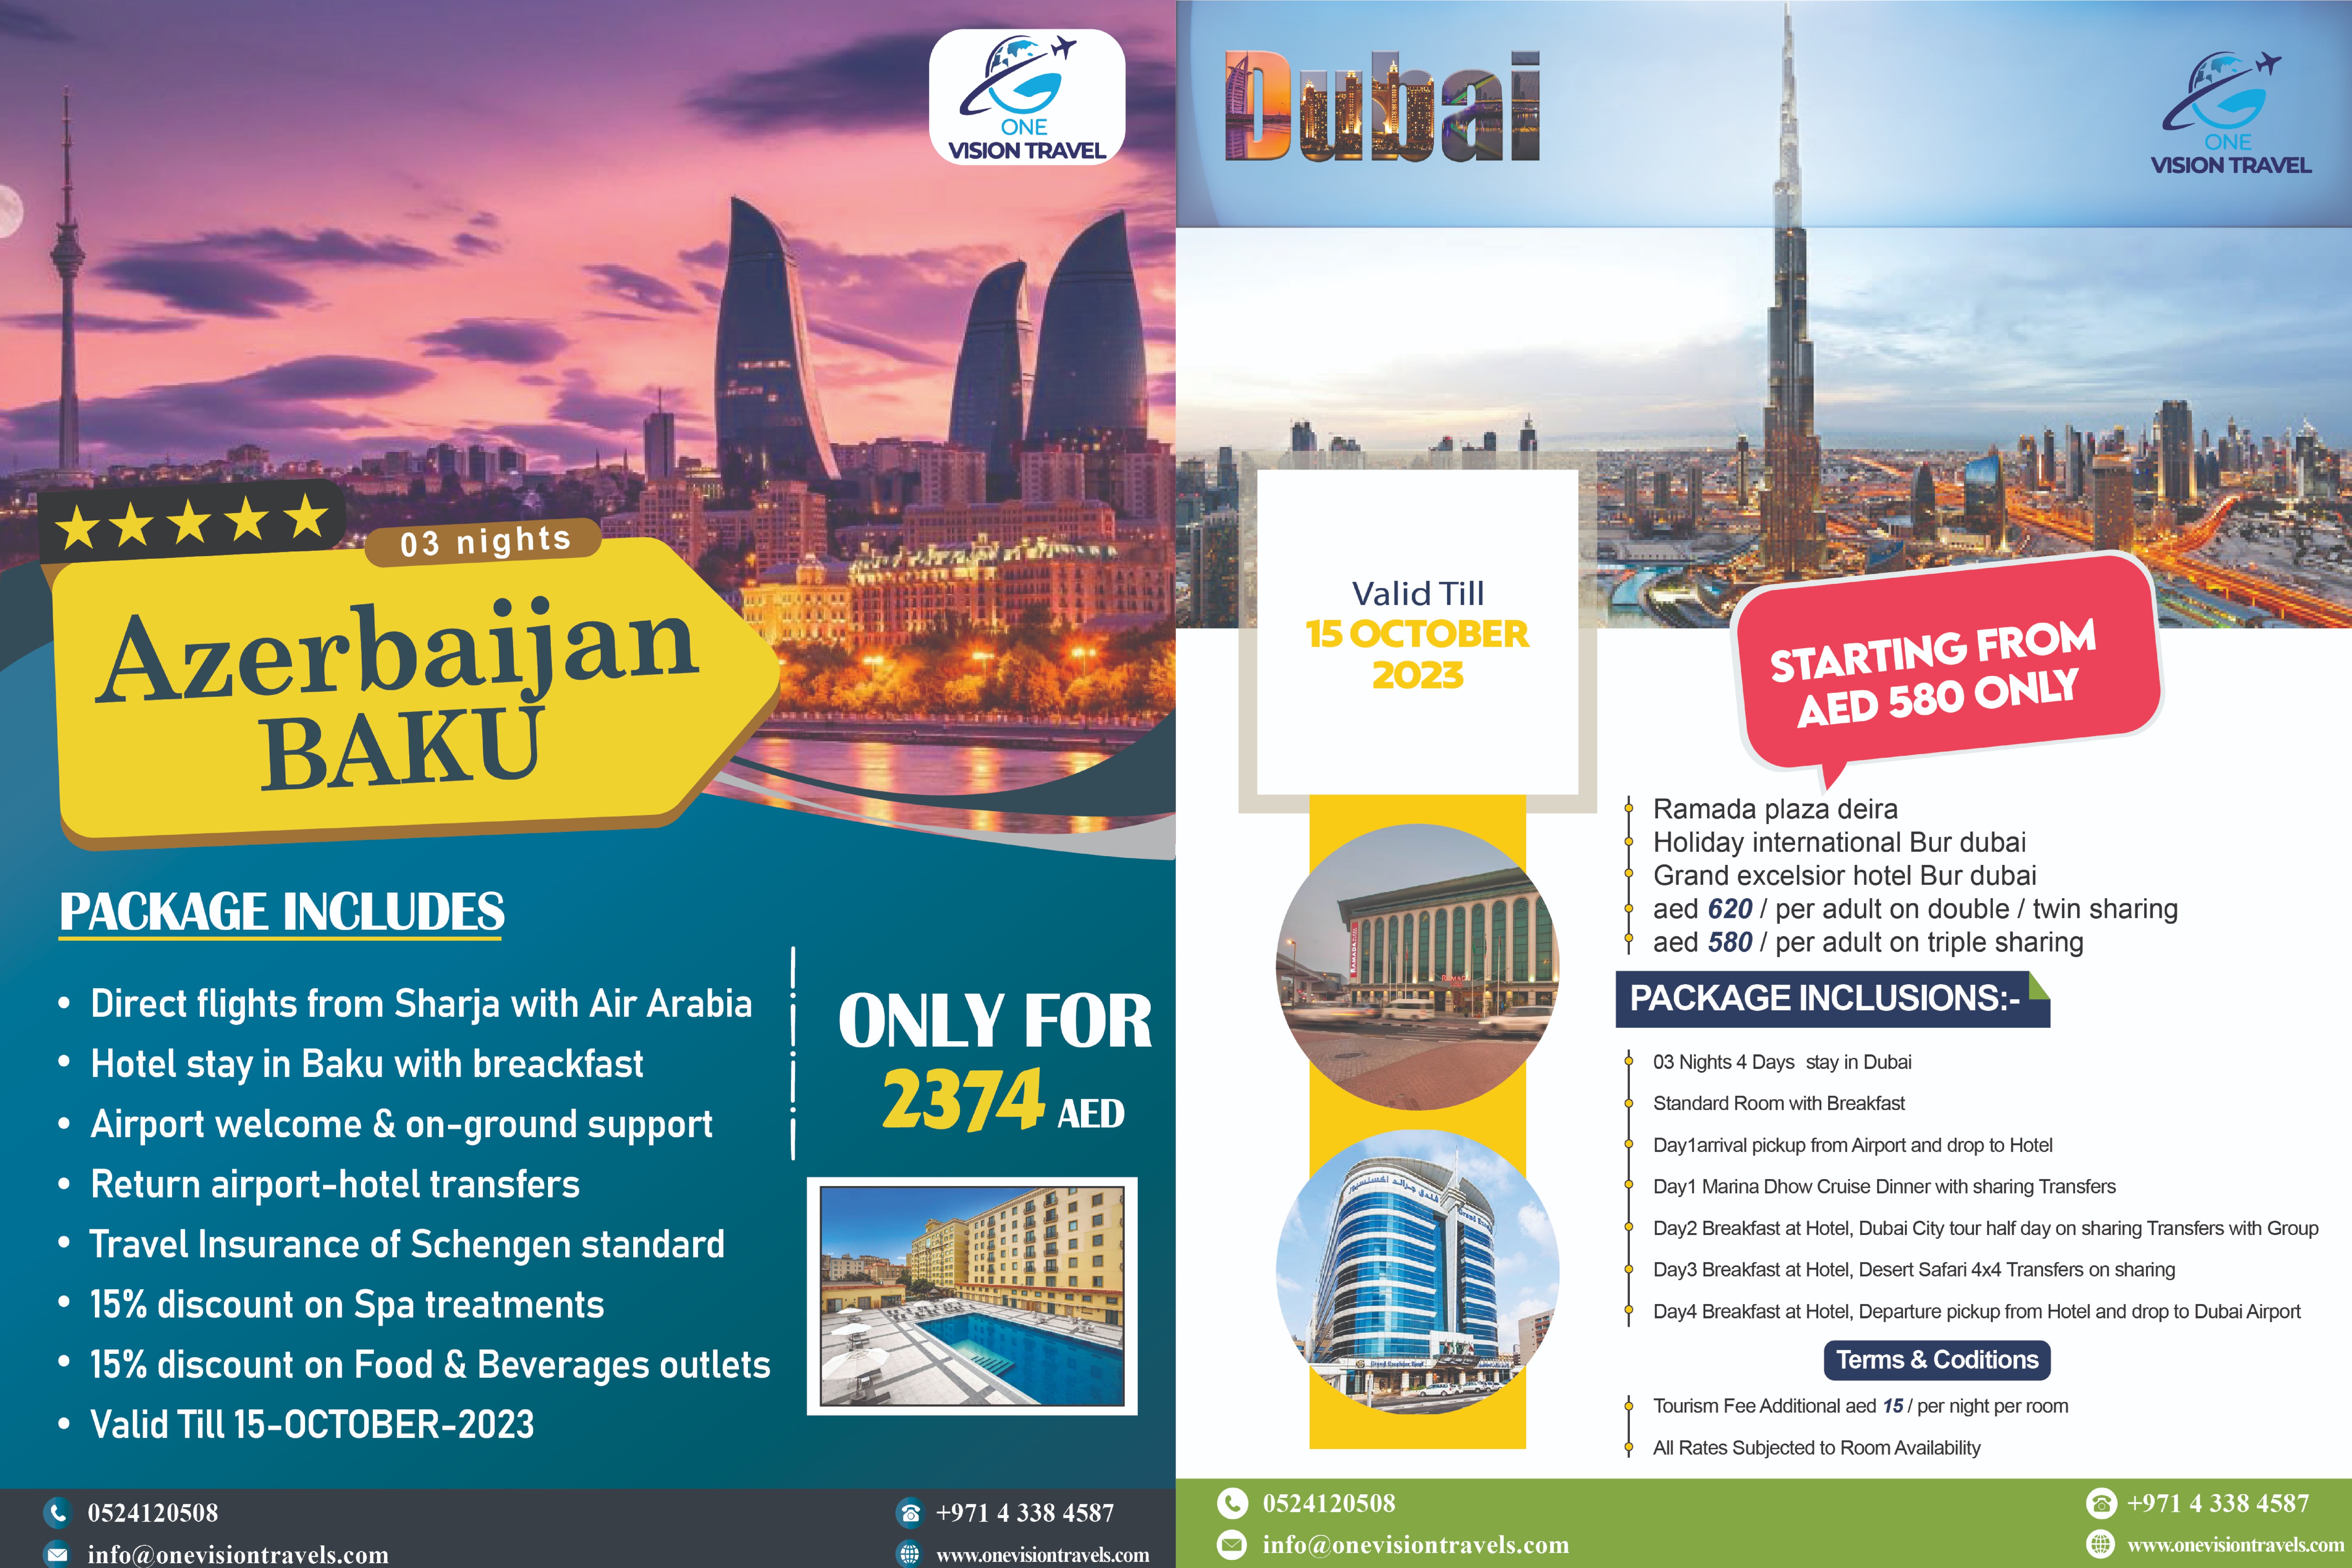 ONE
VISION TRAVEL
03 nights
Azerbaijan
BAKU
PACKAGE INCLUDES
• Direct flights from Sharja with Air Arabia
• Hotel stay in Baku with breackfast
• Airport welcome & on-ground support
• Return airport-hotel transfers
• Travel Insurance of Schengen standard
• 15% discount on Spa treatments
• 15% discount on Food & Beverages outlets
• Valid Till 15-OCTOBER-2023
ONLY FOR
2374 AED
0524120508
+971 4 338 4587
info@onevisiontravels.com
www.onevisiontravels.com
Dubai
ONE
VISION TRAVEL
Valid Till
15 OCTOBER
2023
STARTING FROM
AED 580 ONLY
Ramada plaza deira
Holiday international Bur dubai
Grand excelsior hotel Bur dubai
aed 620 / per adult on double / twin sharing
aed 580 / per adult on triple sharing
PACKAGE INCLUSIONS:-
03 Nights 4 Days stay in Dubai
Standard Room with Breakfast
Day1arrival pickup from Airport and drop to Hotel
Day1 Marina Dhow Cruise Dinner with sharing Transfers
Day2 Breakfast at Hotel, Dubai City tour half day on sharing Transfers with Group
Day3 Breakfast at Hotel, Desert Safari 4x4 Transfers on sharing
Day4 Breakfast at Hotel, Departure pickup from Hotel and drop to Dubai Airport
Terms & Coditions
Tourism Fee Additional aed 15 / per night per room
All Rates Subjected to Room Availability
RAMADA
فندق جراند اكسلسيور
Grand Excelsior Hotel
0524120508
+971 4 338 4587
info@onevisiontravels.com
www.onevisiontravels.com